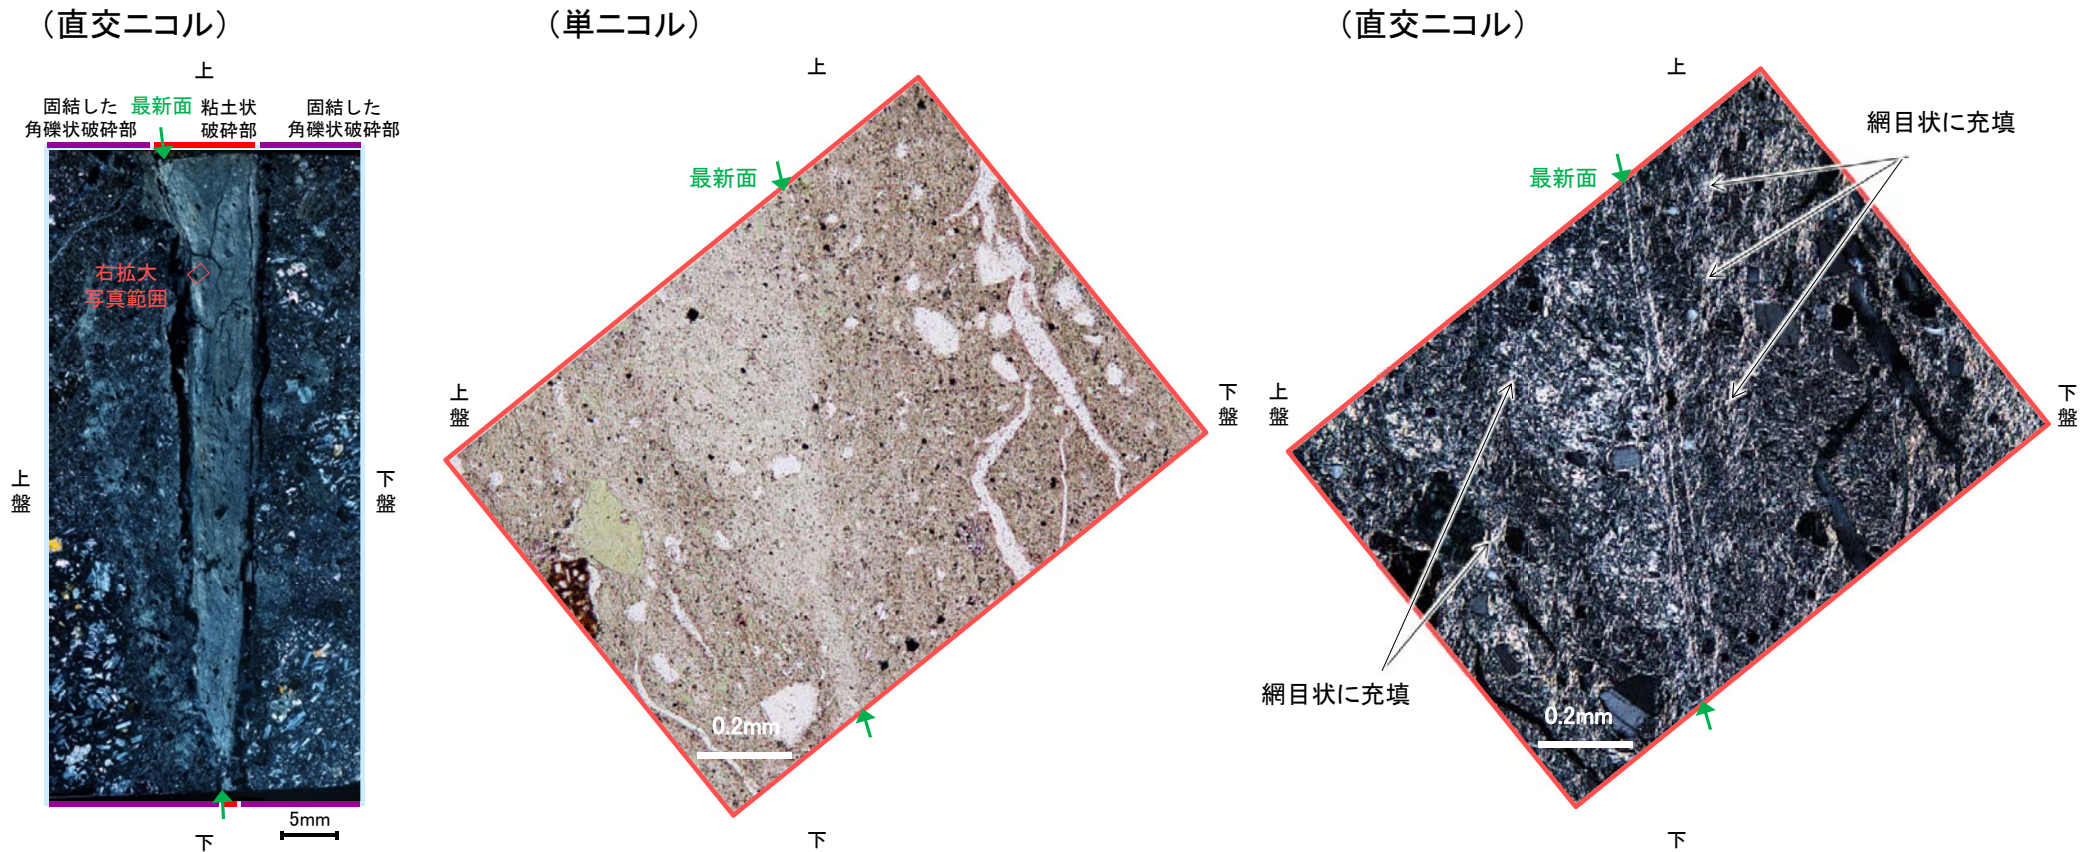 （直交ニコル）
上
固結した
角礫状破砕部
最新面
粘土状
破砕部
固結した
角礫状破砕部
右拡大
写真範囲
上
盤
下
盤
5mm
下
（単ニコル）
上
最新面
上
盤
下
盤
0.2mm
下
（直交ニコル）
上
網目状に充填
最新面
上
盤
下
盤
網目状に充填
0.2mm
下